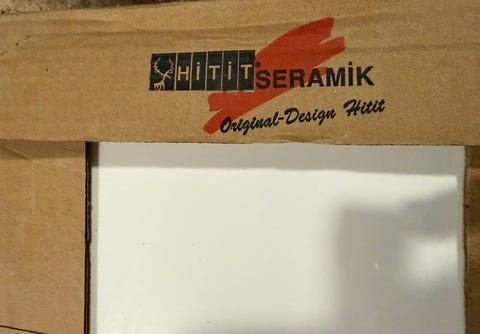 HİTİT® SERAMİK
Original-Design Hitit